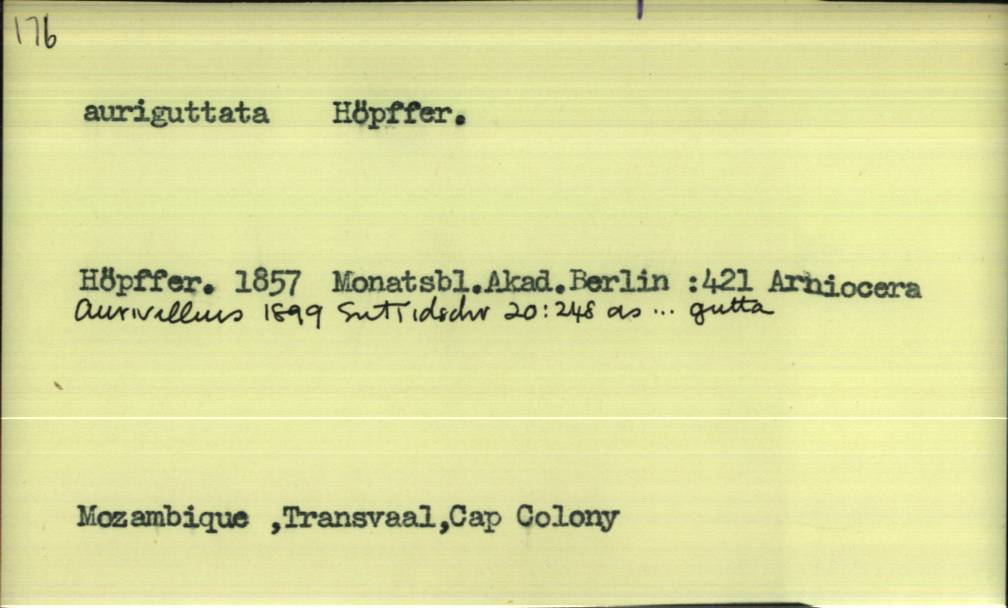 176
auriguttata Höpffer.
Höpffer. 1857 Monatsbl.Akad.Berlin :421 Arniocera
Aurivillius 1899 EntTidschr 20:248 as ... gutta
Mozambique ,Transvaal,Cap Colony